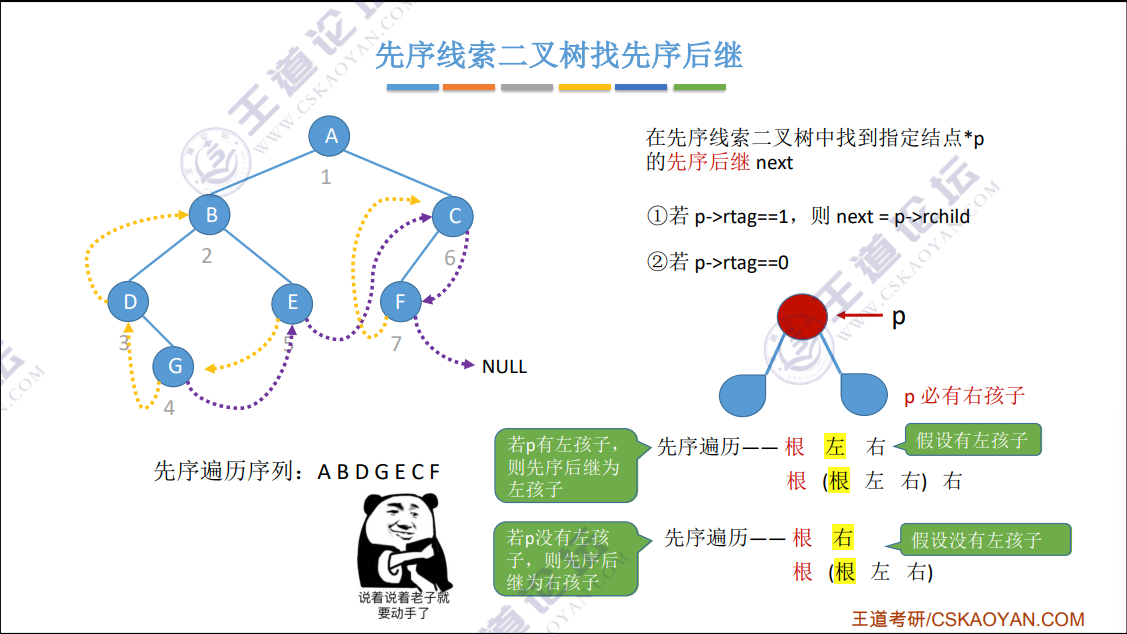 先序线索二叉树找先序后继
A
1
B
2
C
6
D
3
E
5
F
7
G
4
NULL
先序遍历序列：A B D G E C F
说着说着老子就
要动手了
在先序线索二叉树中找到指定结点*p
的先序后继 next
①若 p->rtag==1，则 next = p->rchild
②若 p->rtag==0
p
p 必有右孩子
若p有左孩子，
则先序后继为
左孩子
先序遍历—— 根 左 右
假设有左孩子
根 (根 左 右) 右
若p没有左孩
子，则先序后
继为右孩子
先序遍历—— 根 右
假设没有左孩子
根 (根 左 右)
王道考研/CSKAOYAN.COM
王道论坛
WWW.CSKAOYAN.COM